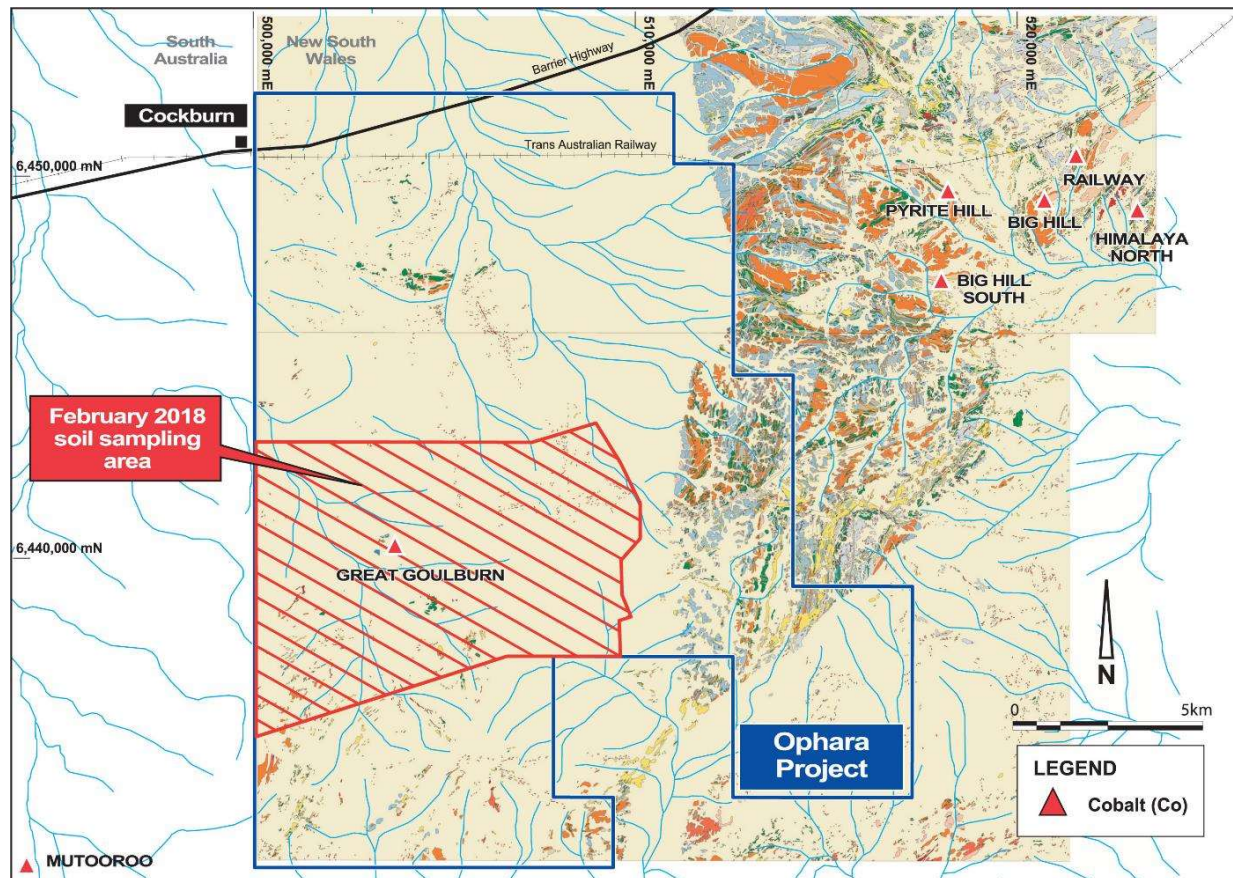 South
Australia
New South
Wales
500,000 mE
510,000 mE
520,000 mE
Barrier Highway
Cockburn
Trans Australian Railway
6,450,000 mN
RAILWAY
PYRITE HILL
BIG HILL
HIMALAYA
NORTH
BIG HILL
SOUTH
February 2018
soil sampling
area
6,440,000 mN
GREAT GOULBURN
N
0
5km
Ophara
Project
LEGEND
Cobalt (Co)
MUTOOROO